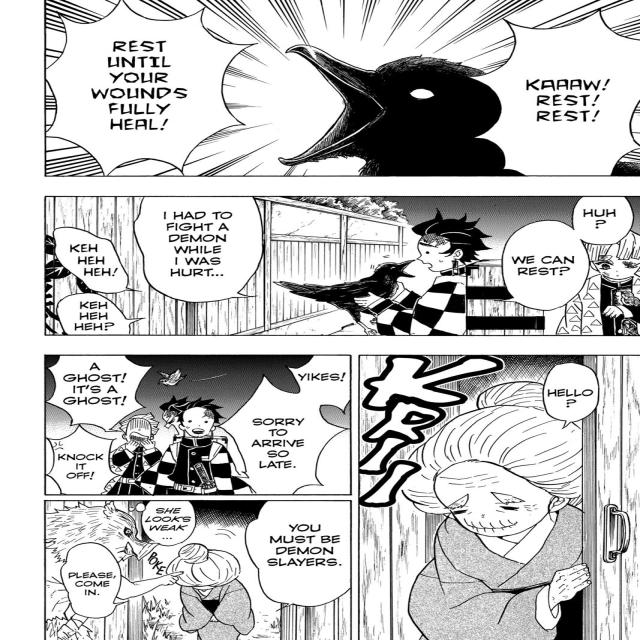 KAAAW!
REST!
REST!
REST
UNTIL
YOUR
WOUNDS
FULLY
HEAL!
HUH
?
WE CAN
REST?
I HAD TO
FIGHT A
DEMON
WHILE
I WAS
HURT...
KEH
HEH
HEH!
KEH
HEH
HEH?
KRII
HELLO
?
YIKES!
SORRY
TO
ARRIVE
SO
LATE.
A
GHOST!
IT'S A
GHOST!
KNOCK
IT
OFF!
YOU
MUST BE
DEMON
SLAYERS.
SHE
LOOKS
WEAK
...
POKE
PLEASE,
COME
IN.